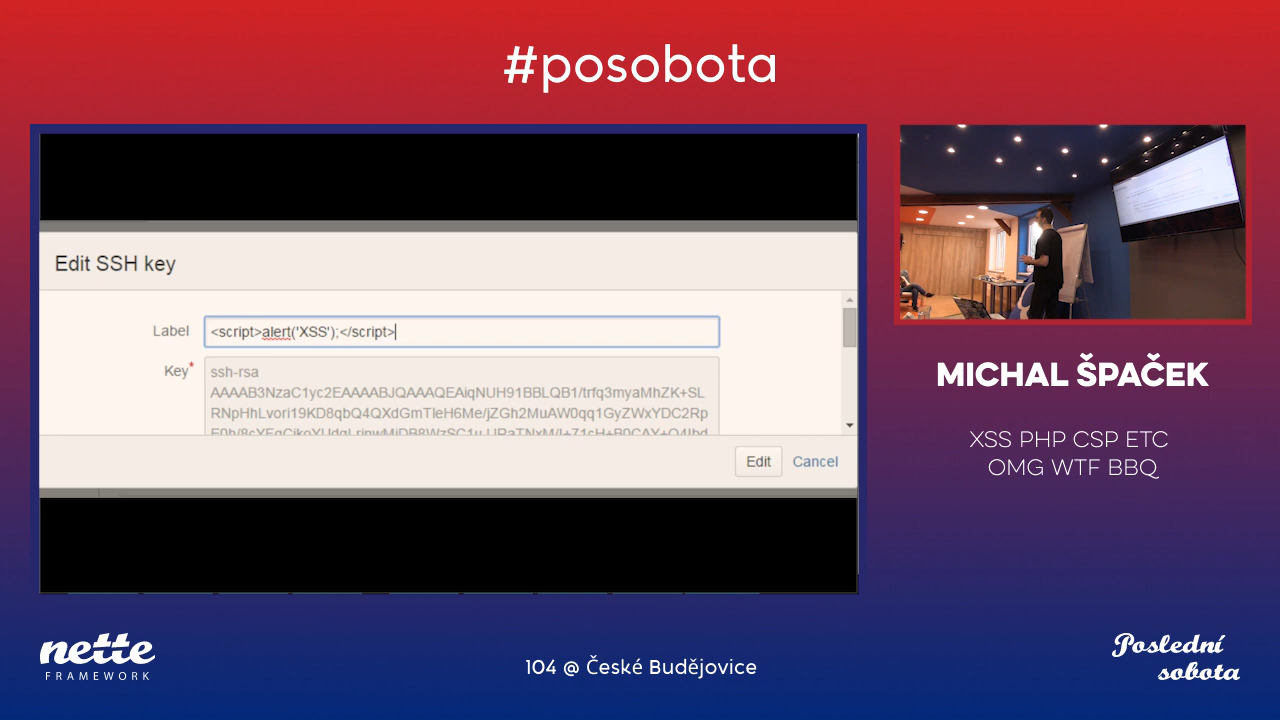 #posobota
Edit SSH key
Label
<script>alert('XSS');</script>
Key*
ssh-rsa
AAAAB3NzaC1yc2EAAAABJQAAAQEAiqNUH91BBLQB1/trfq3myaMhZK+SL
RNpHhLvori19KD8qbQ4QXdGmTleH6Me/jZGh2MuAW0qq1GyZWxYDC2Rp
Edit
Cancel
MICHAL ŠPAČEK
XSS PHP CSP ETC
OMG WTF BBQ
nette
FRAMEWORK
104 @ České Budějovice
Poslední
sobota